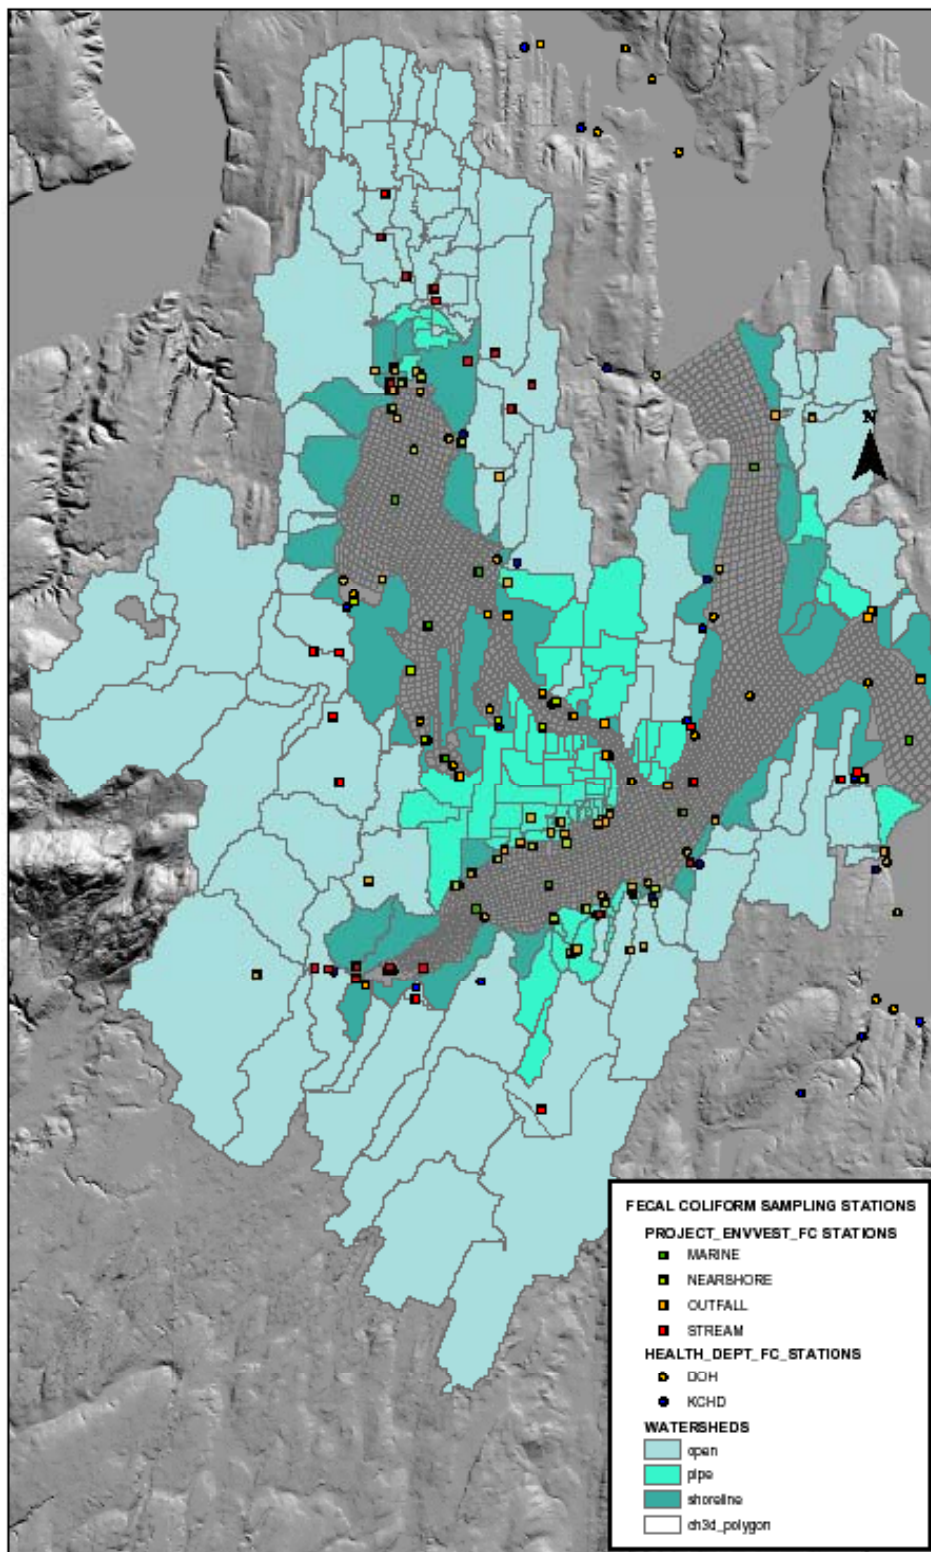 N
FECAL COLIFORM SAMPLING STATIONS
PROJECT_ENVVEST_FC STATIONS
MARINE
NEARSHORE
OUTFALL
STREAM
HEALTH_DEPT_FC_STATIONS
DOH
KCHD
WATERSHEDS
open
pipe
shoreline
ch3d_polygon